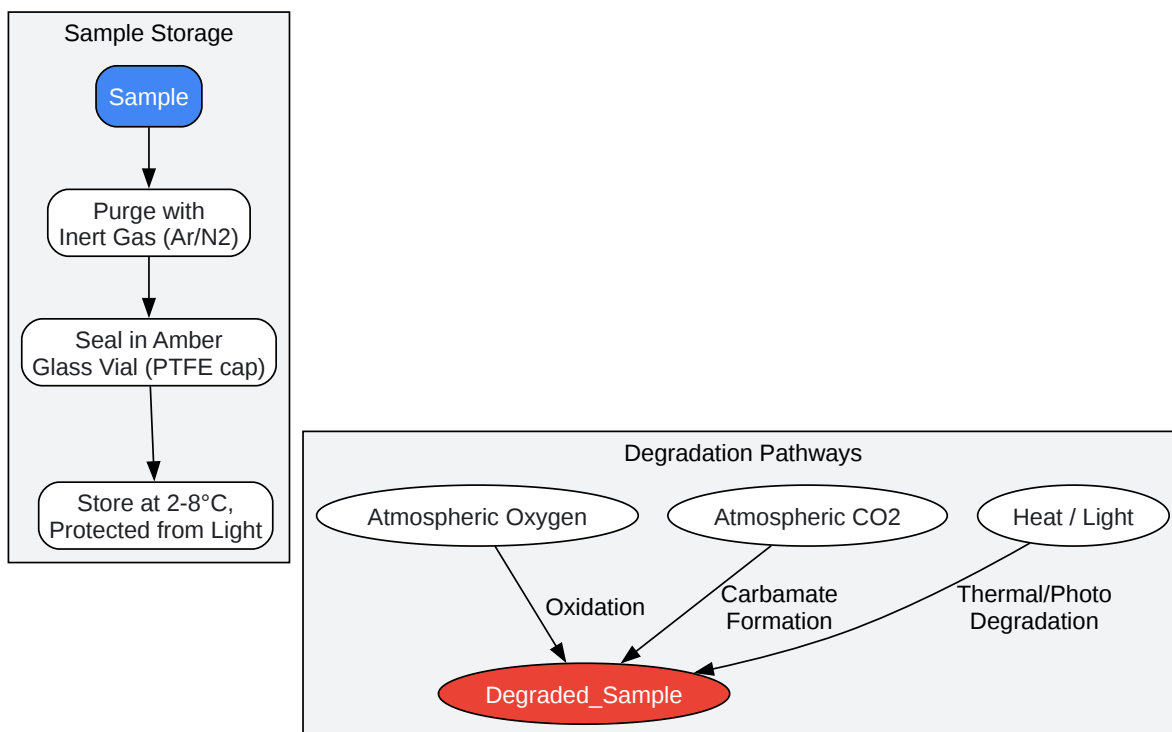 Sample Storage
Sample
Purge with
Inert Gas (Ar/N2)
Seal in Amber
Glass Vial (PTFE cap)
Store at 2-8°C,
Protected from Light
Degradation Pathways
Atmospheric Oxygen
Atmospheric CO2
Heat / Light
Oxidation
Carbamate
Formation
Thermal/Photo
Degradation
Degraded_Sample